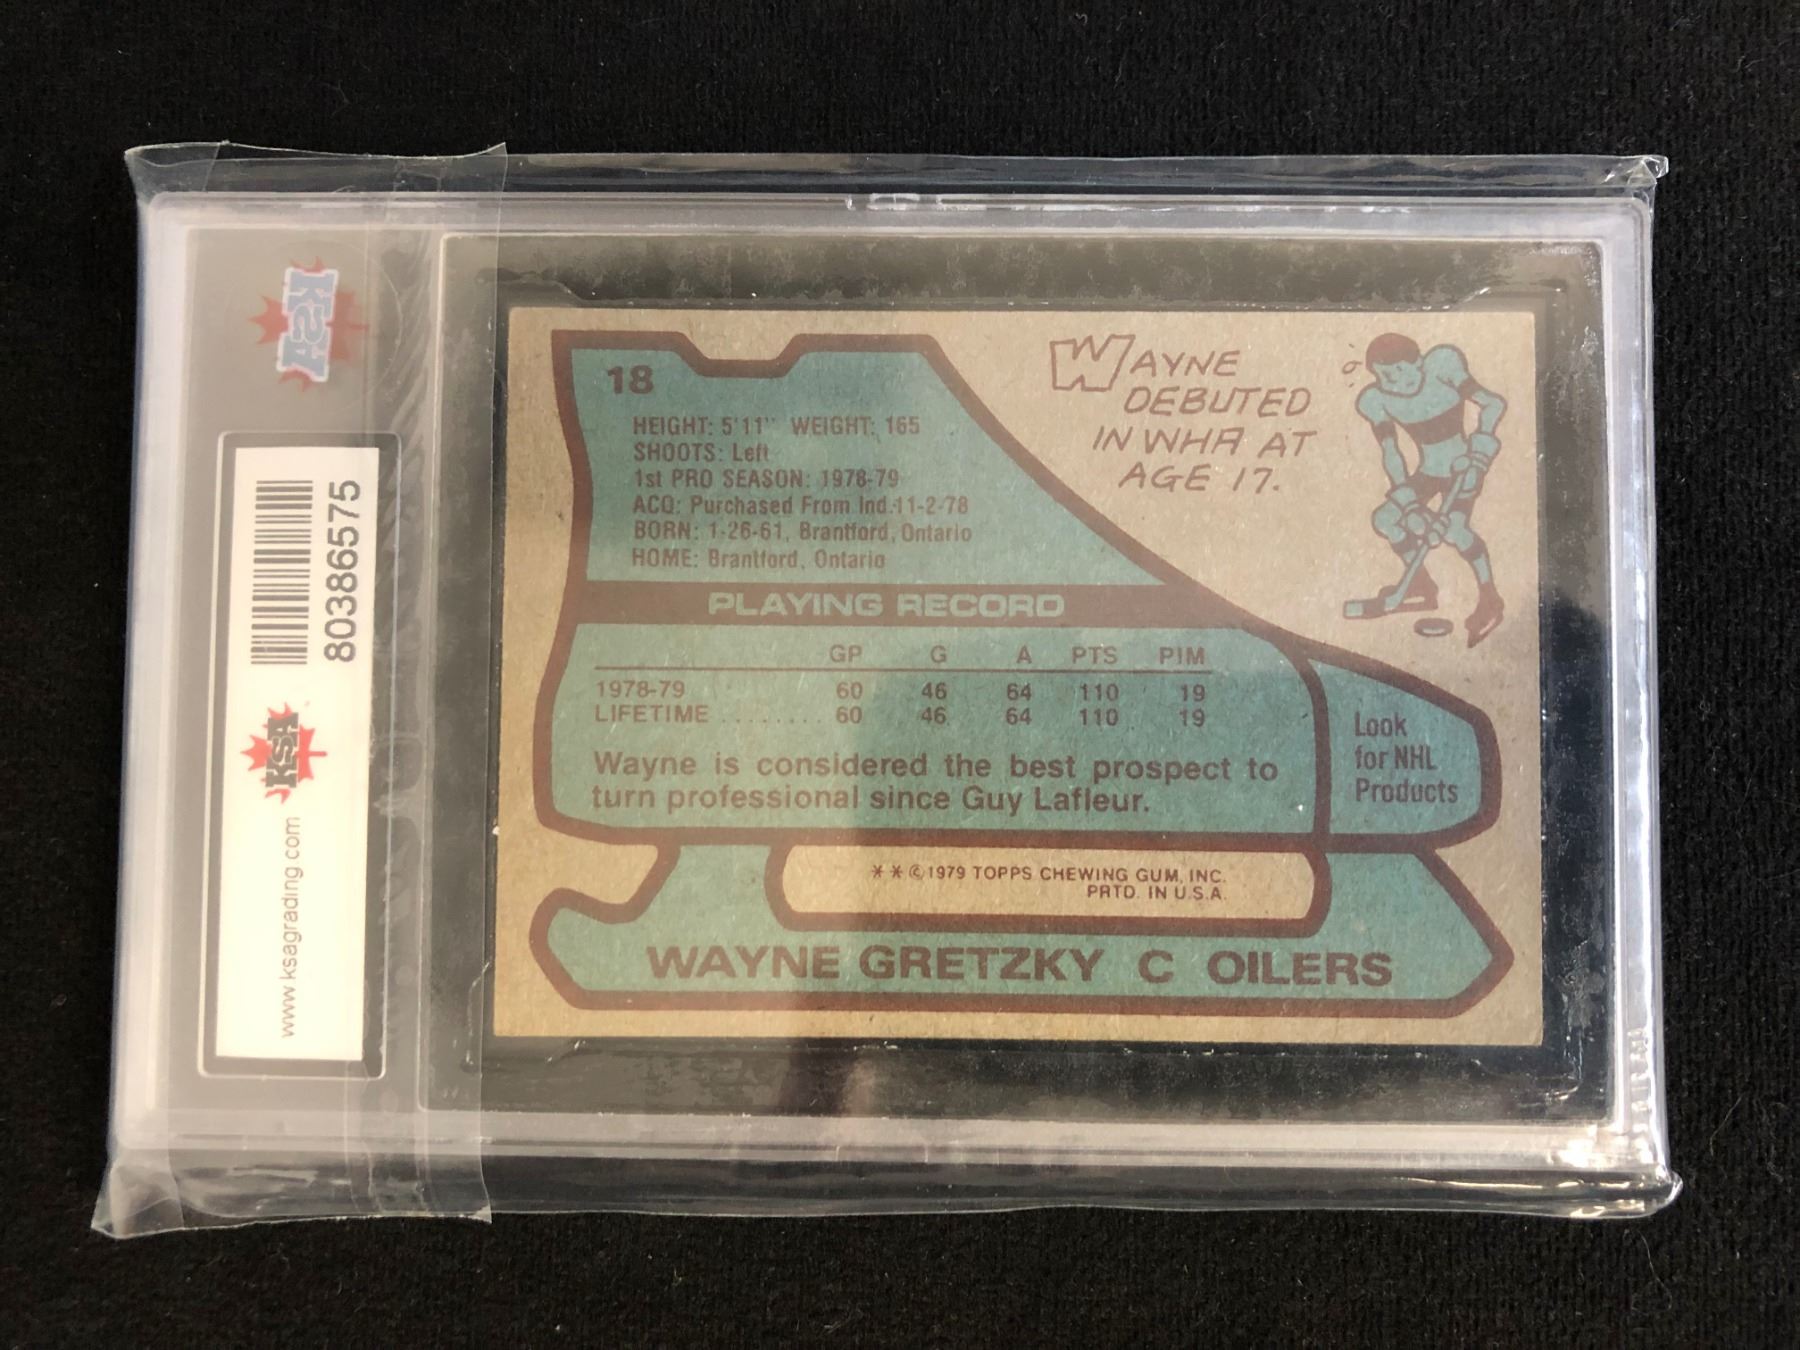 KSA
80386575
KSA
www.ksagrading.com
18
HEIGHT: 5'11" WEIGHT: 165
SHOOTS: Left
1st PRO SEASON: 1978-79
ACQ: Purchased From Ind.11-2-78
BORN: 1-26-61, Brantford, Ontario
HOME: Brantford, Ontario
WAYNE
DEBUTED
IN WHA AT
AGE 17.
PLAYING RECORD
GP G A PTS PIM
1978-79 60 46 64 110 19
LIFETIME ........ 60 46 64 110 19
Wayne is considered the best prospect to
turn professional since Guy Lafleur.
Look
for NHL
Products
**©1979 TOPPS CHEWING GUM, INC.
PRTD. IN U.S.A.
WAYNE GRETZKY C OILERS